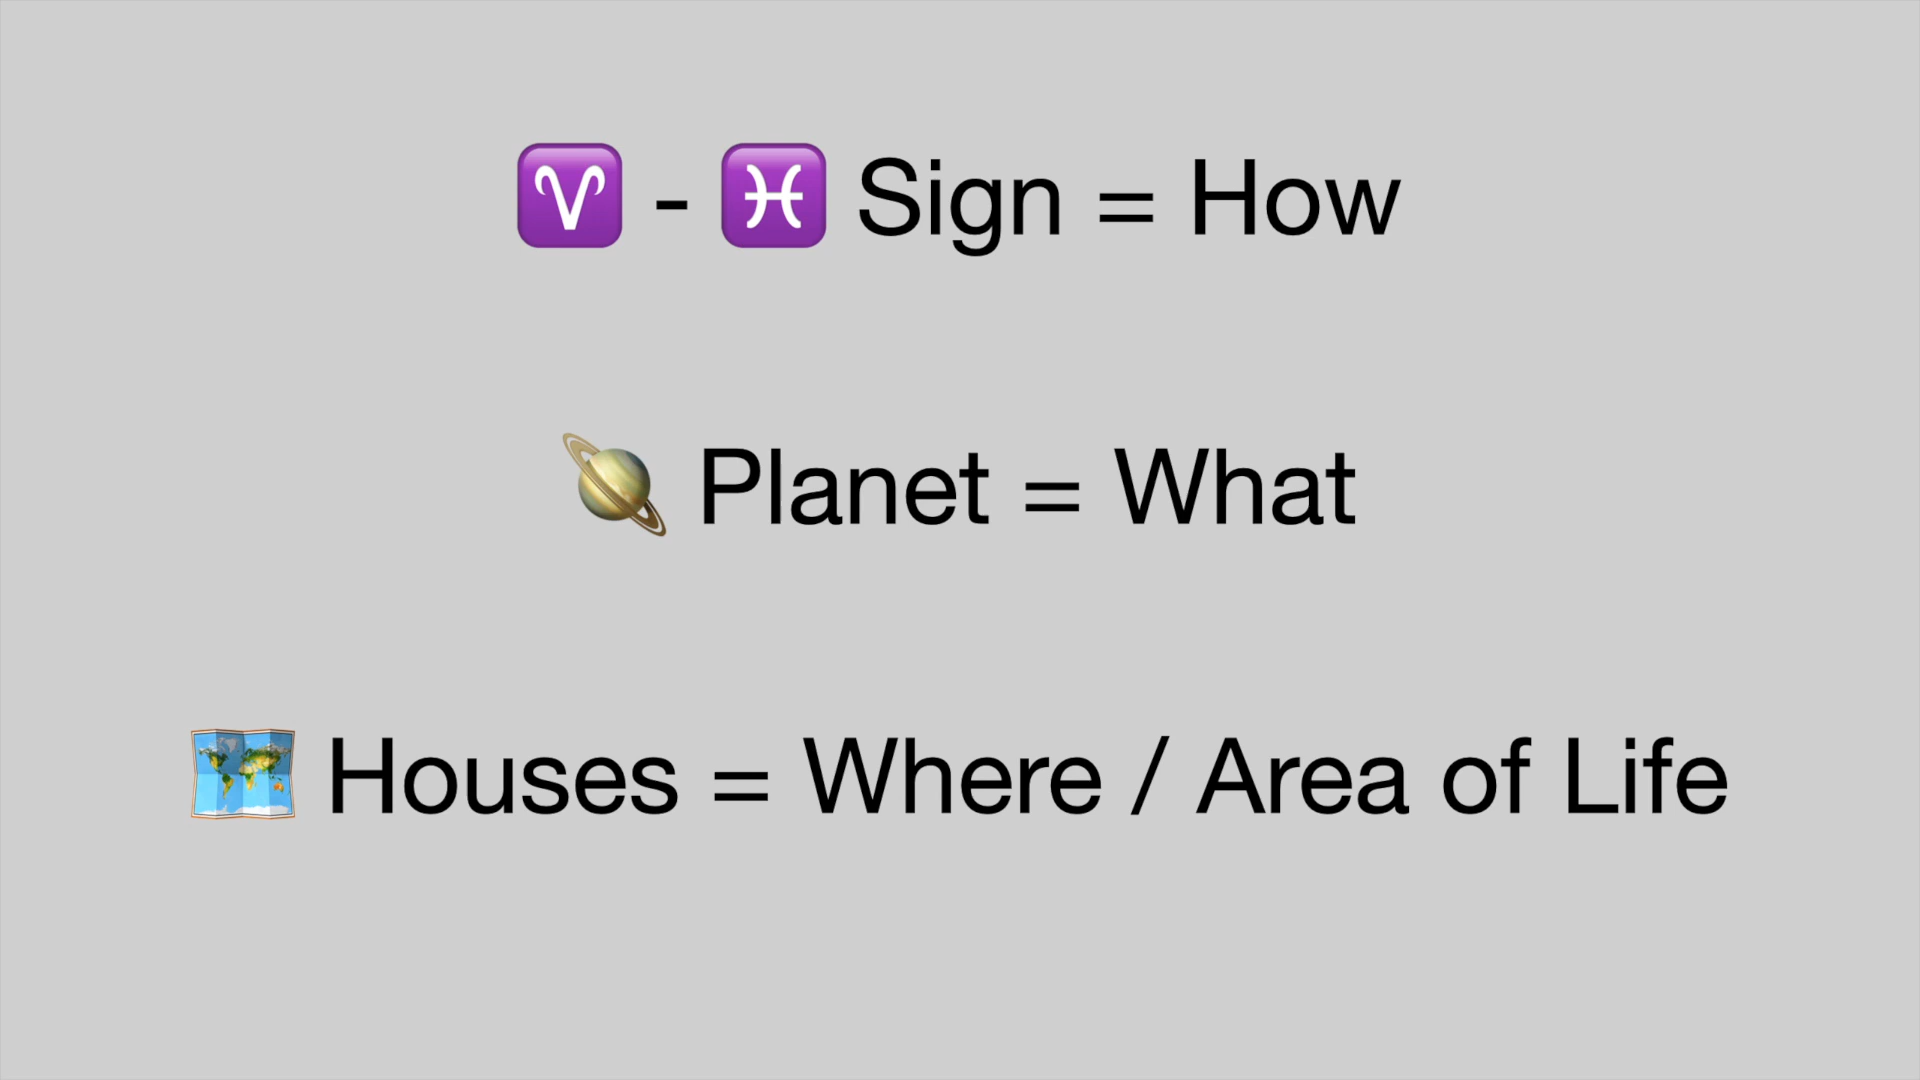 ♈ - ♓ Sign = How
🪐 Planet = What
🗺️ Houses = Where / Area of Life